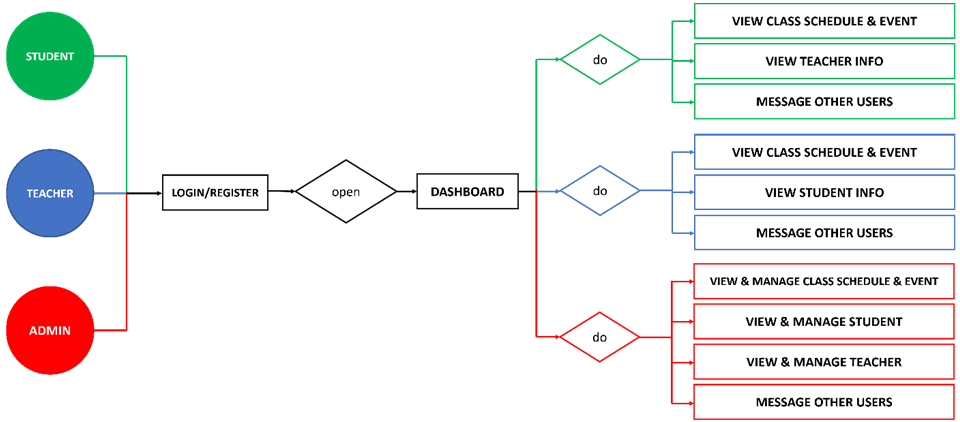 STUDENT
TEACHER
ADMIN
LOGIN/REGISTER
open
DASHBOARD
do
VIEW CLASS SCHEDULE & EVENT
VIEW TEACHER INFO
MESSAGE OTHER USERS
do
VIEW CLASS SCHEDULE & EVENT
VIEW STUDENT INFO
MESSAGE OTHER USERS
do
VIEW & MANAGE CLASS SCHEDULE & EVENT
VIEW & MANAGE STUDENT
VIEW & MANAGE TEACHER
MESSAGE OTHER USERS